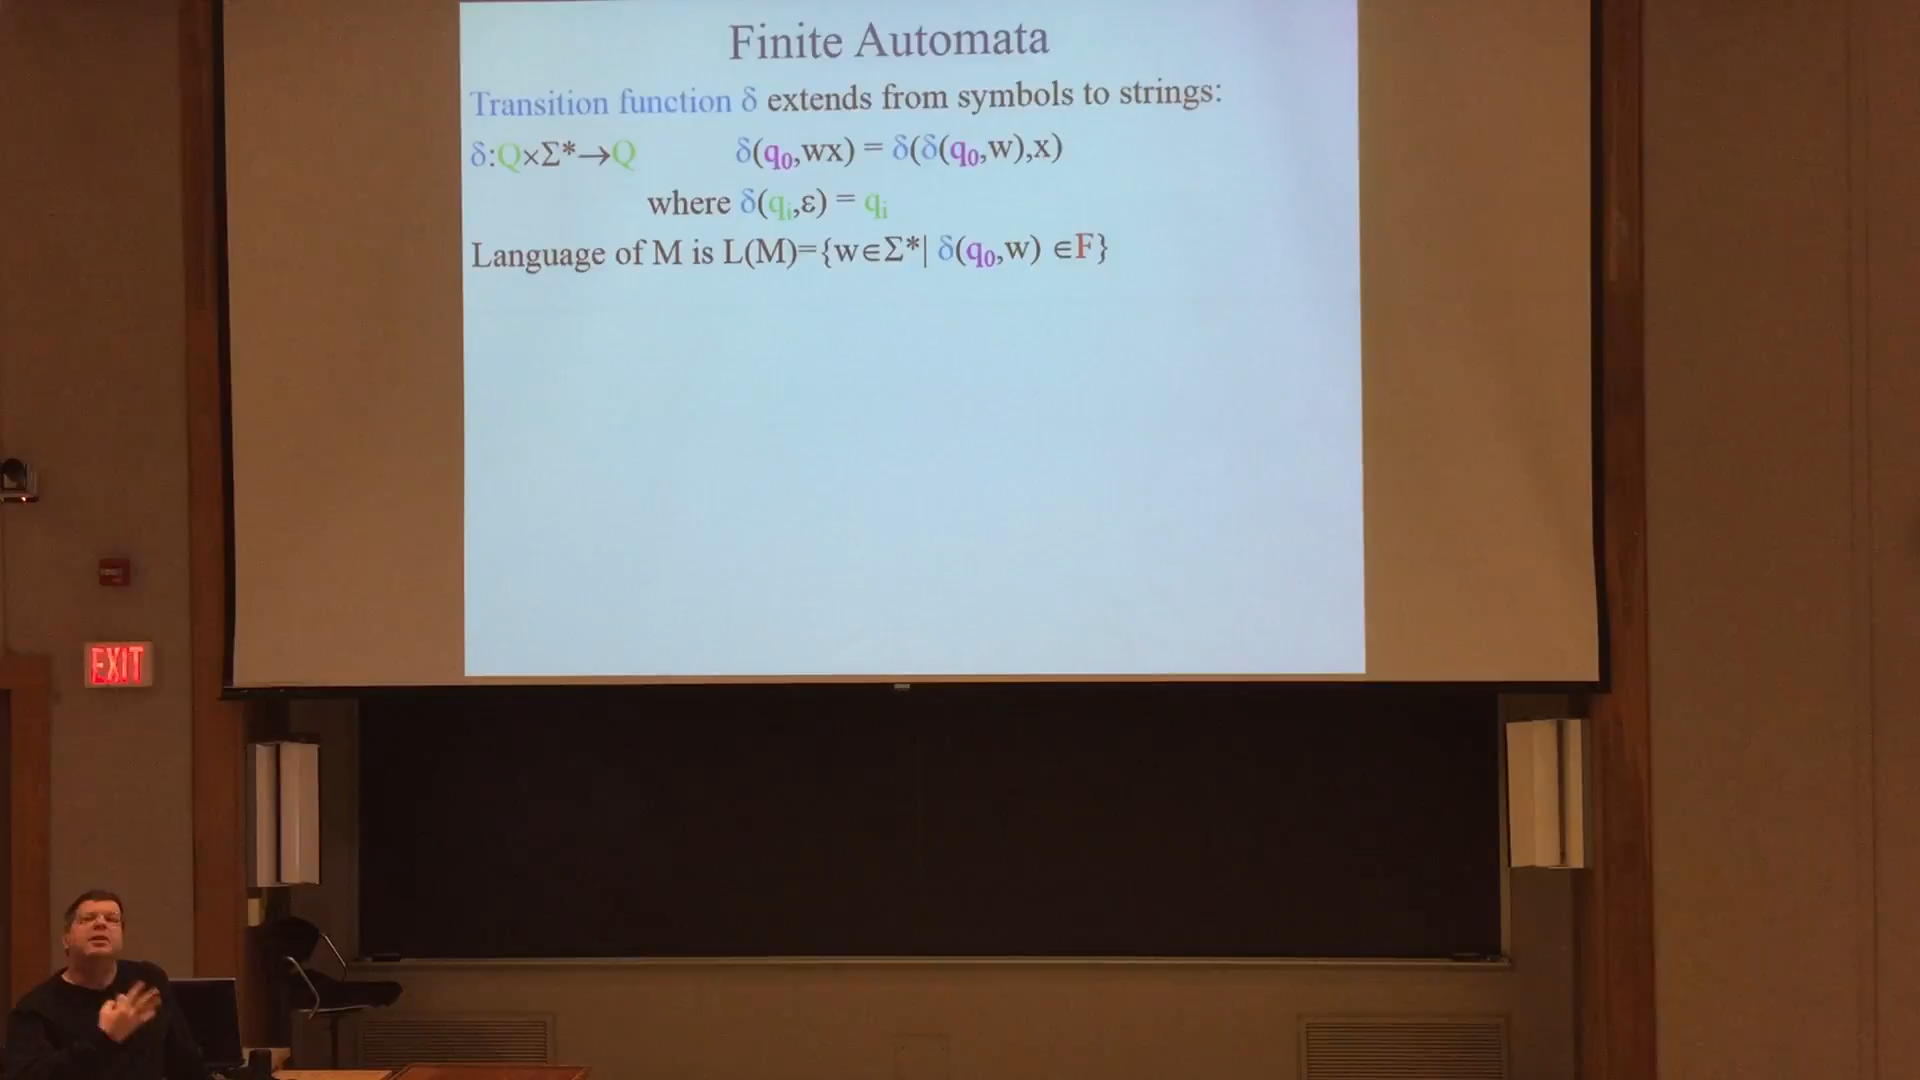 Finite Automata
Transition function δ extends from symbols to strings:
δ:Q×Σ*→Q δ(q₀,wx) = δ(δ(q₀,w),x)
where δ(qᵢ,ε) = qᵢ
Language of M is L(M)={w∈Σ*| δ(q₀,w) ∈F}
EXIT